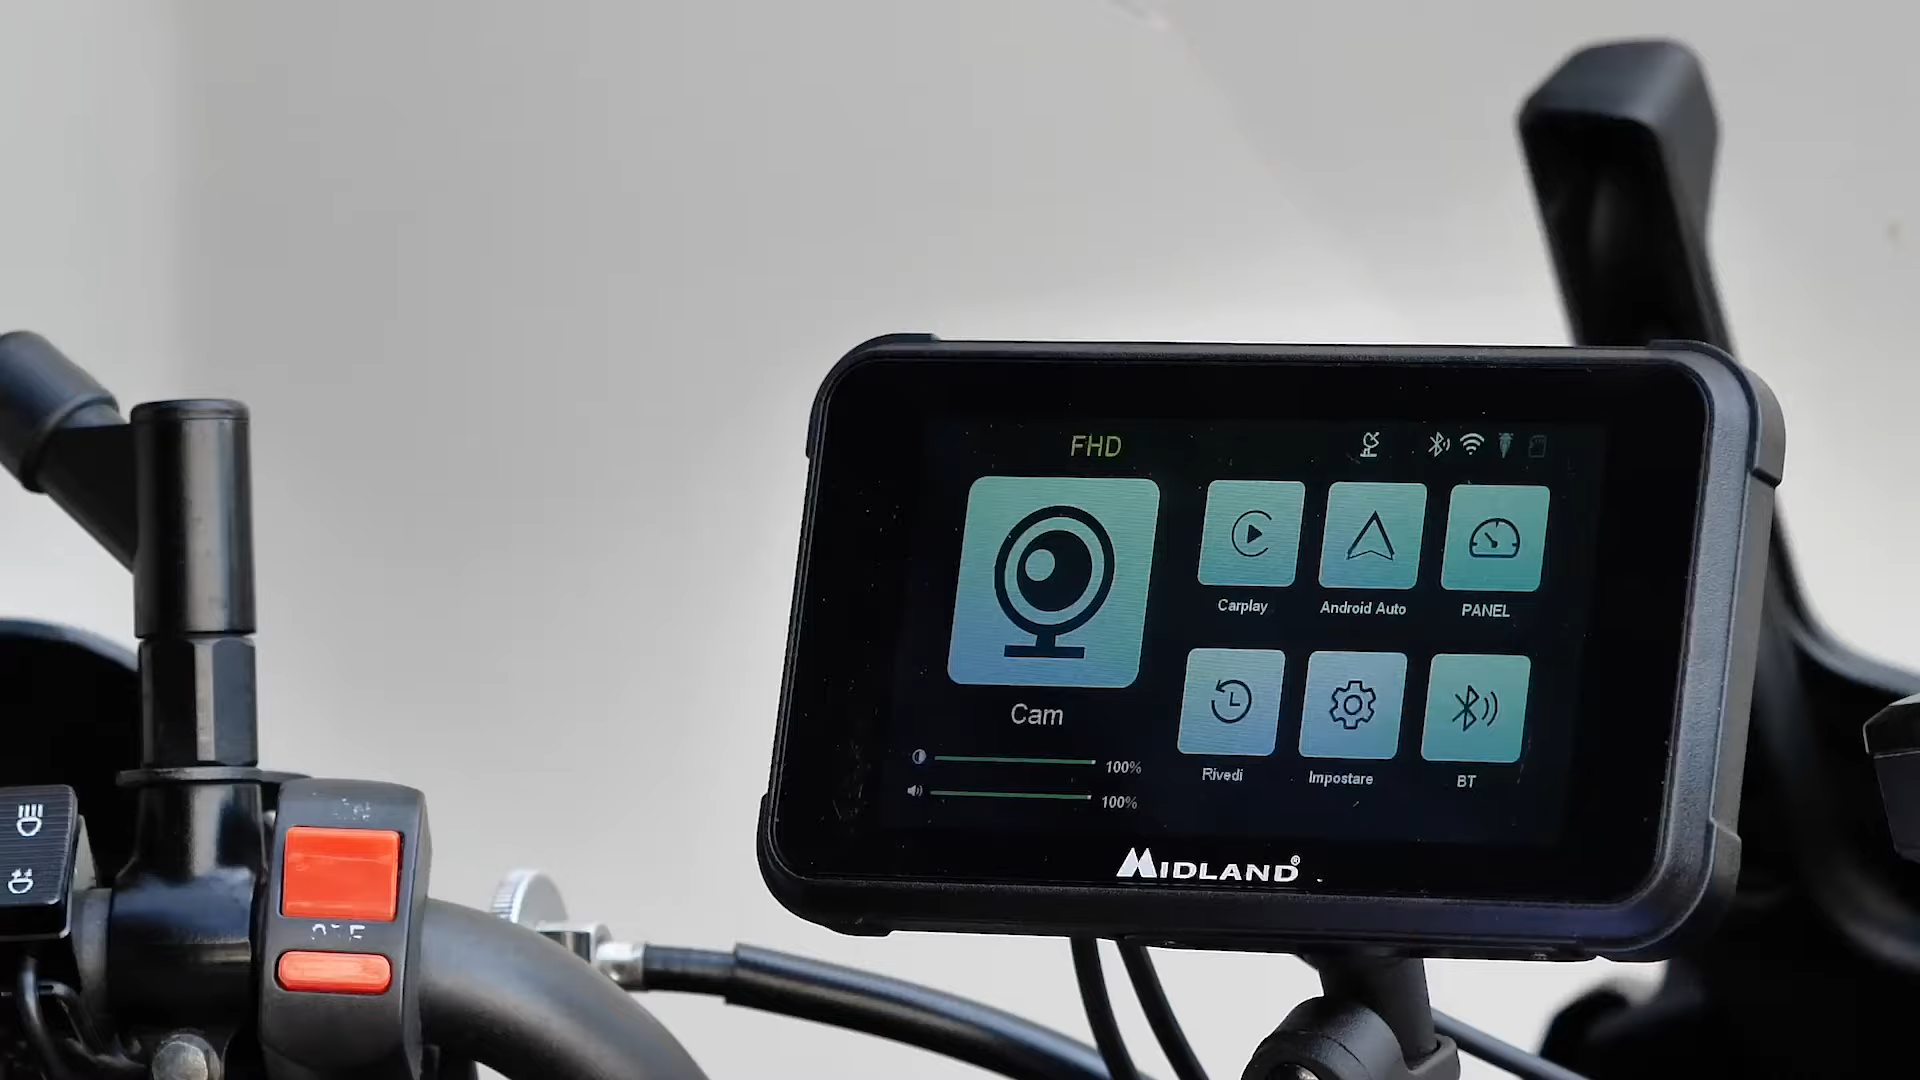 FHD
Cam
100%
100%
Carplay
Android Auto
PANEL
Rivedi
Impostare
BT
MIDLAND®